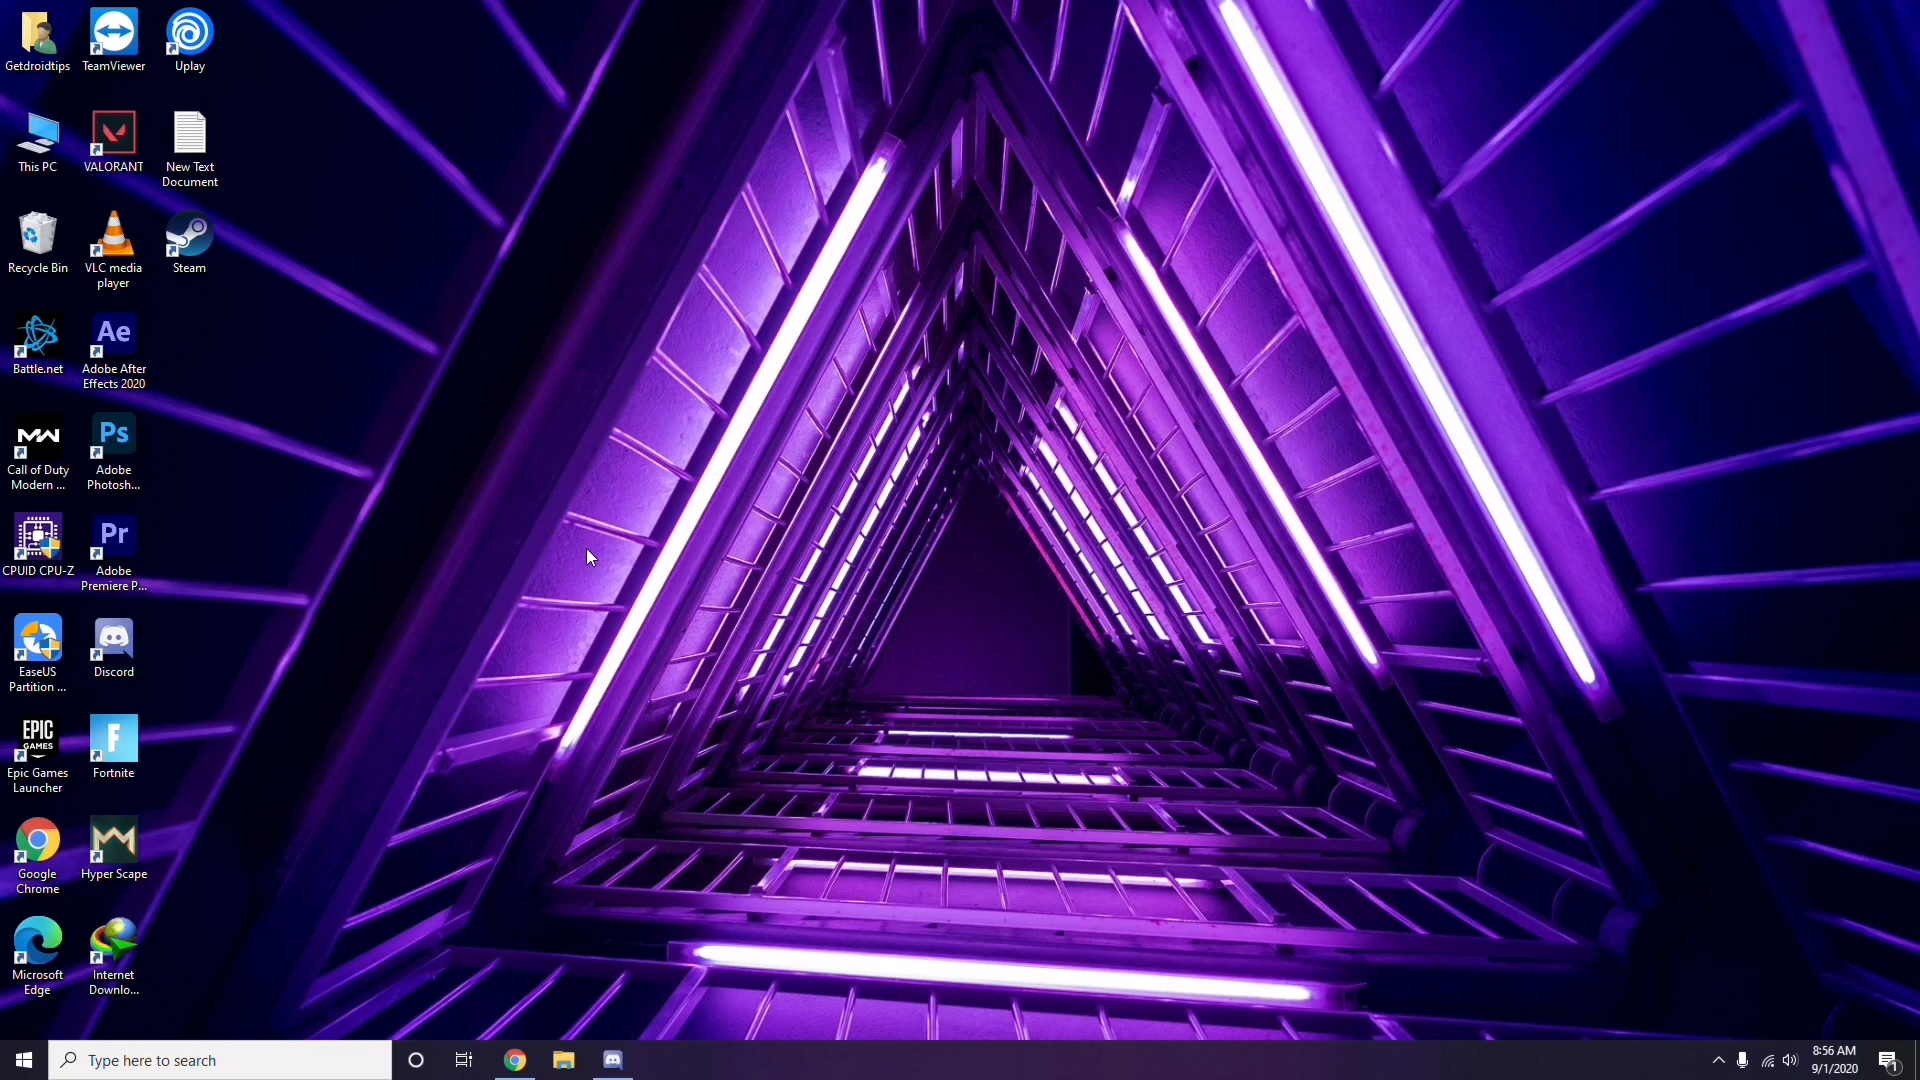 Getdroidtips
TeamViewer
Uplay
This PC
VALORANT
New Text
Document
Recycle Bin
VLC media
player
Steam
Battle.net
Ae
Adobe After
Effects 2020
MW
Call of Duty
Modern ...
Ps
Adobe
Photosh...
CPUID CPU-Z
Pr
Adobe
Premiere P...
EaseUS
Partition ...
Discord
EPIC
GAMES
Epic Games
Launcher
F
Fortnite
Google
Chrome
Hyper Scape
Microsoft
Edge
Internet
Downlo...
Type here to search
8:56 AM
9/1/2020
1